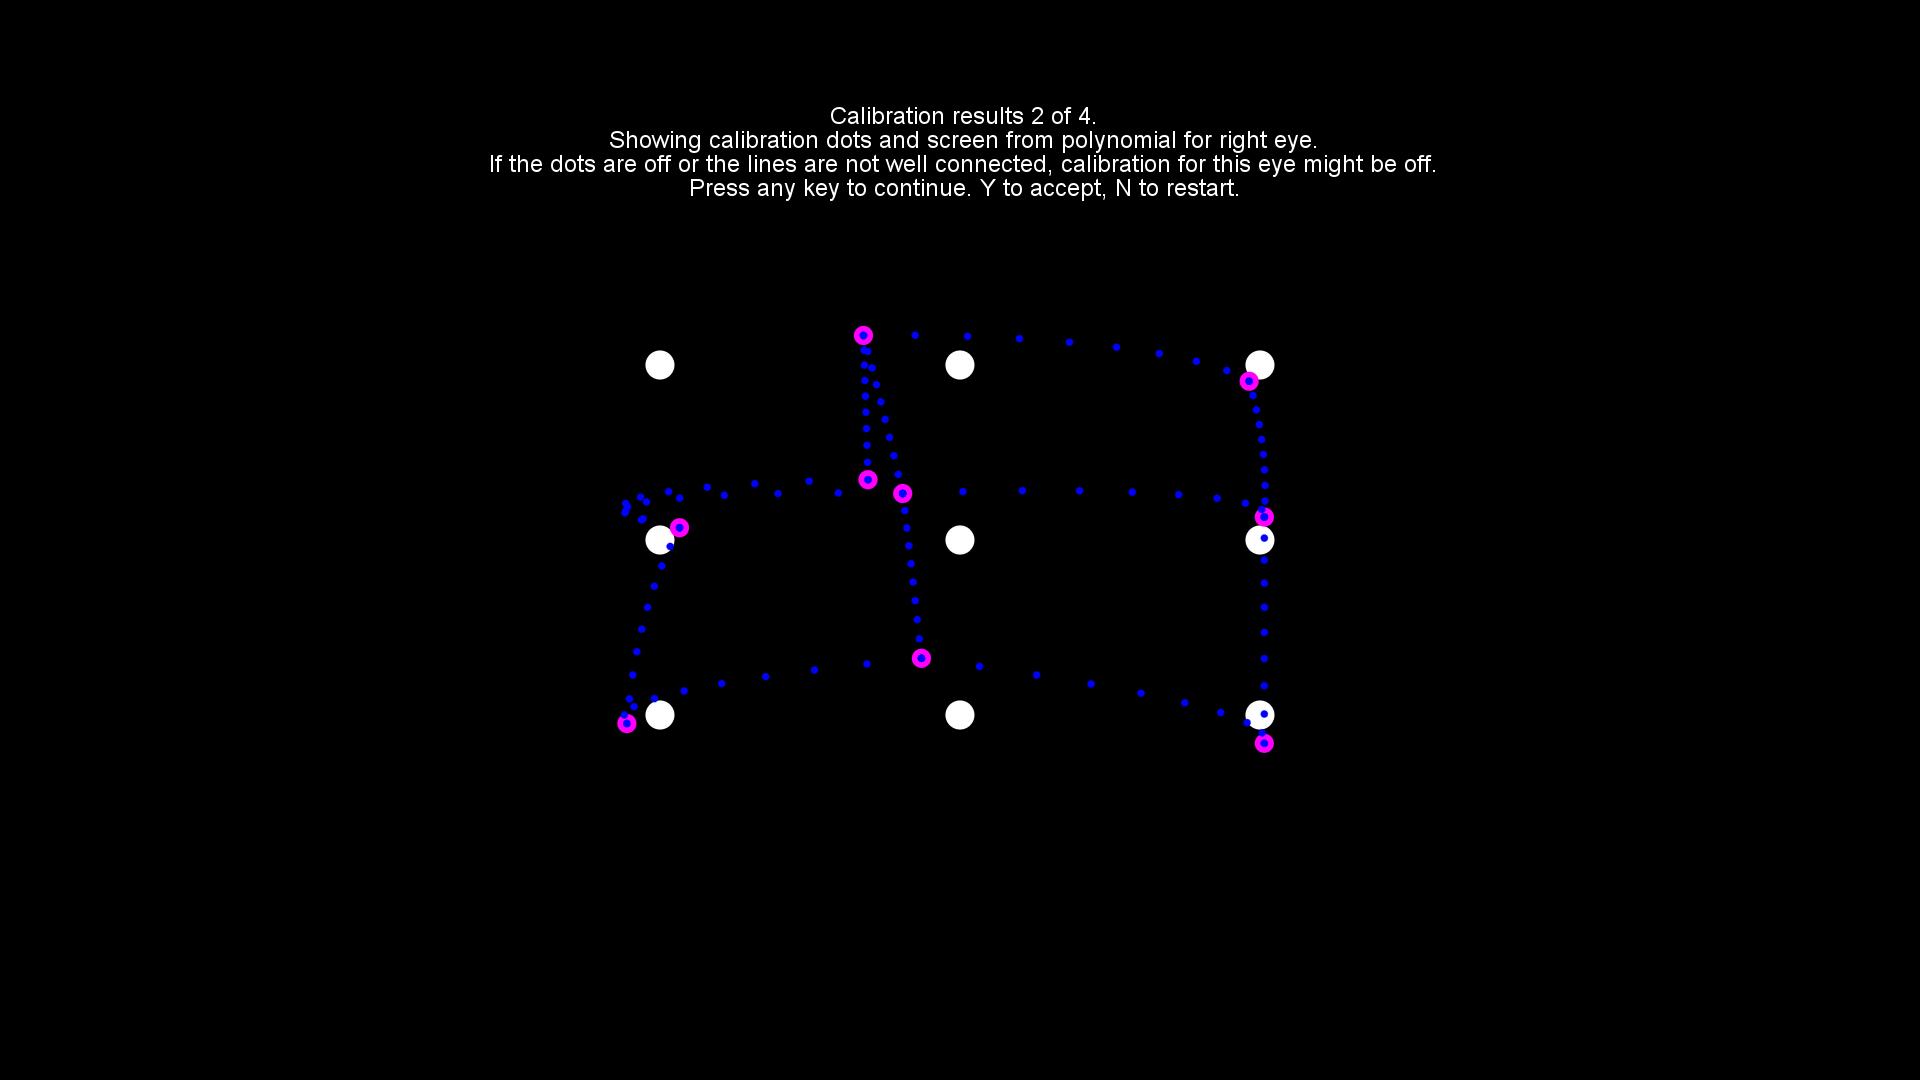 Calibration results 2 of 4.
Showing calibration dots and screen from polynomial for right eye.
If the dots are off or the lines are not well connected, calibration for this eye might be off.
Press any key to continue. Y to accept, N to restart.